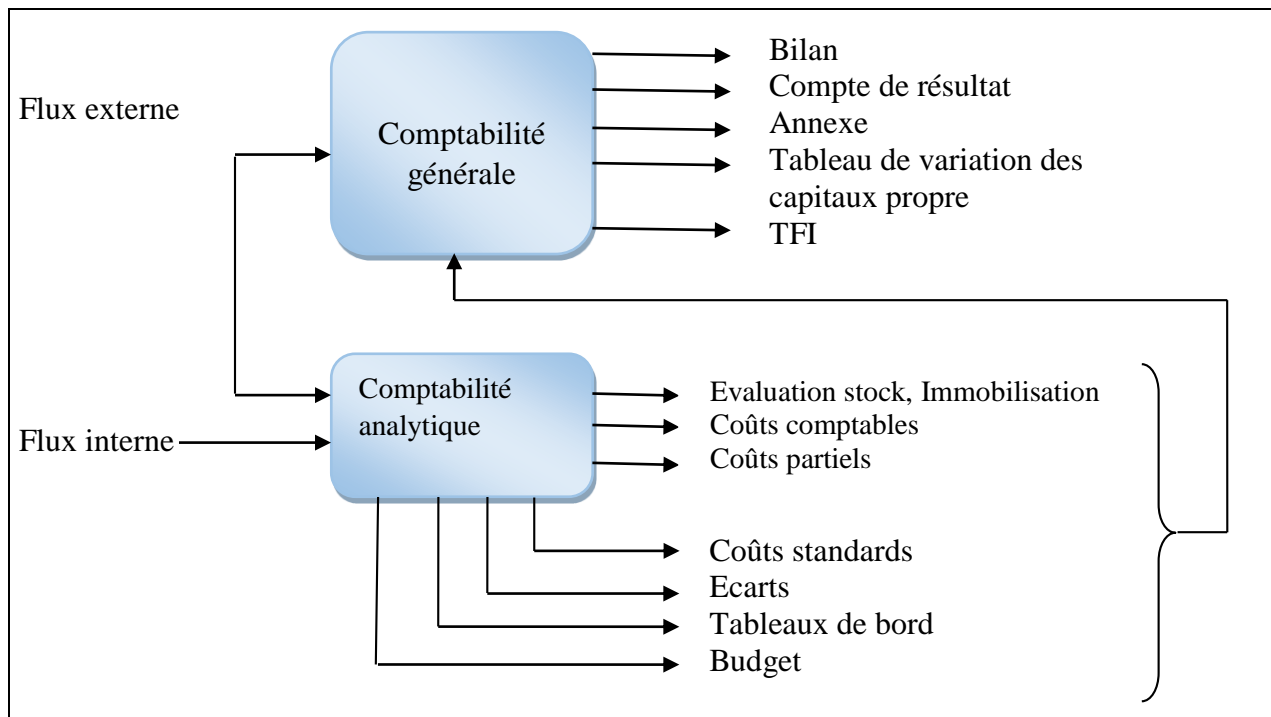 Flux externe
Comptabilité
générale
Bilan
Compte de résultat
Annexe
Tableau de variation des
capitaux propre
TFI
Flux interne
Comptabilité
analytique
Evaluation stock, Immobilisation
Coûts comptables
Coûts partiels
Coûts standards
Ecarts
Tableaux de bord
Budget